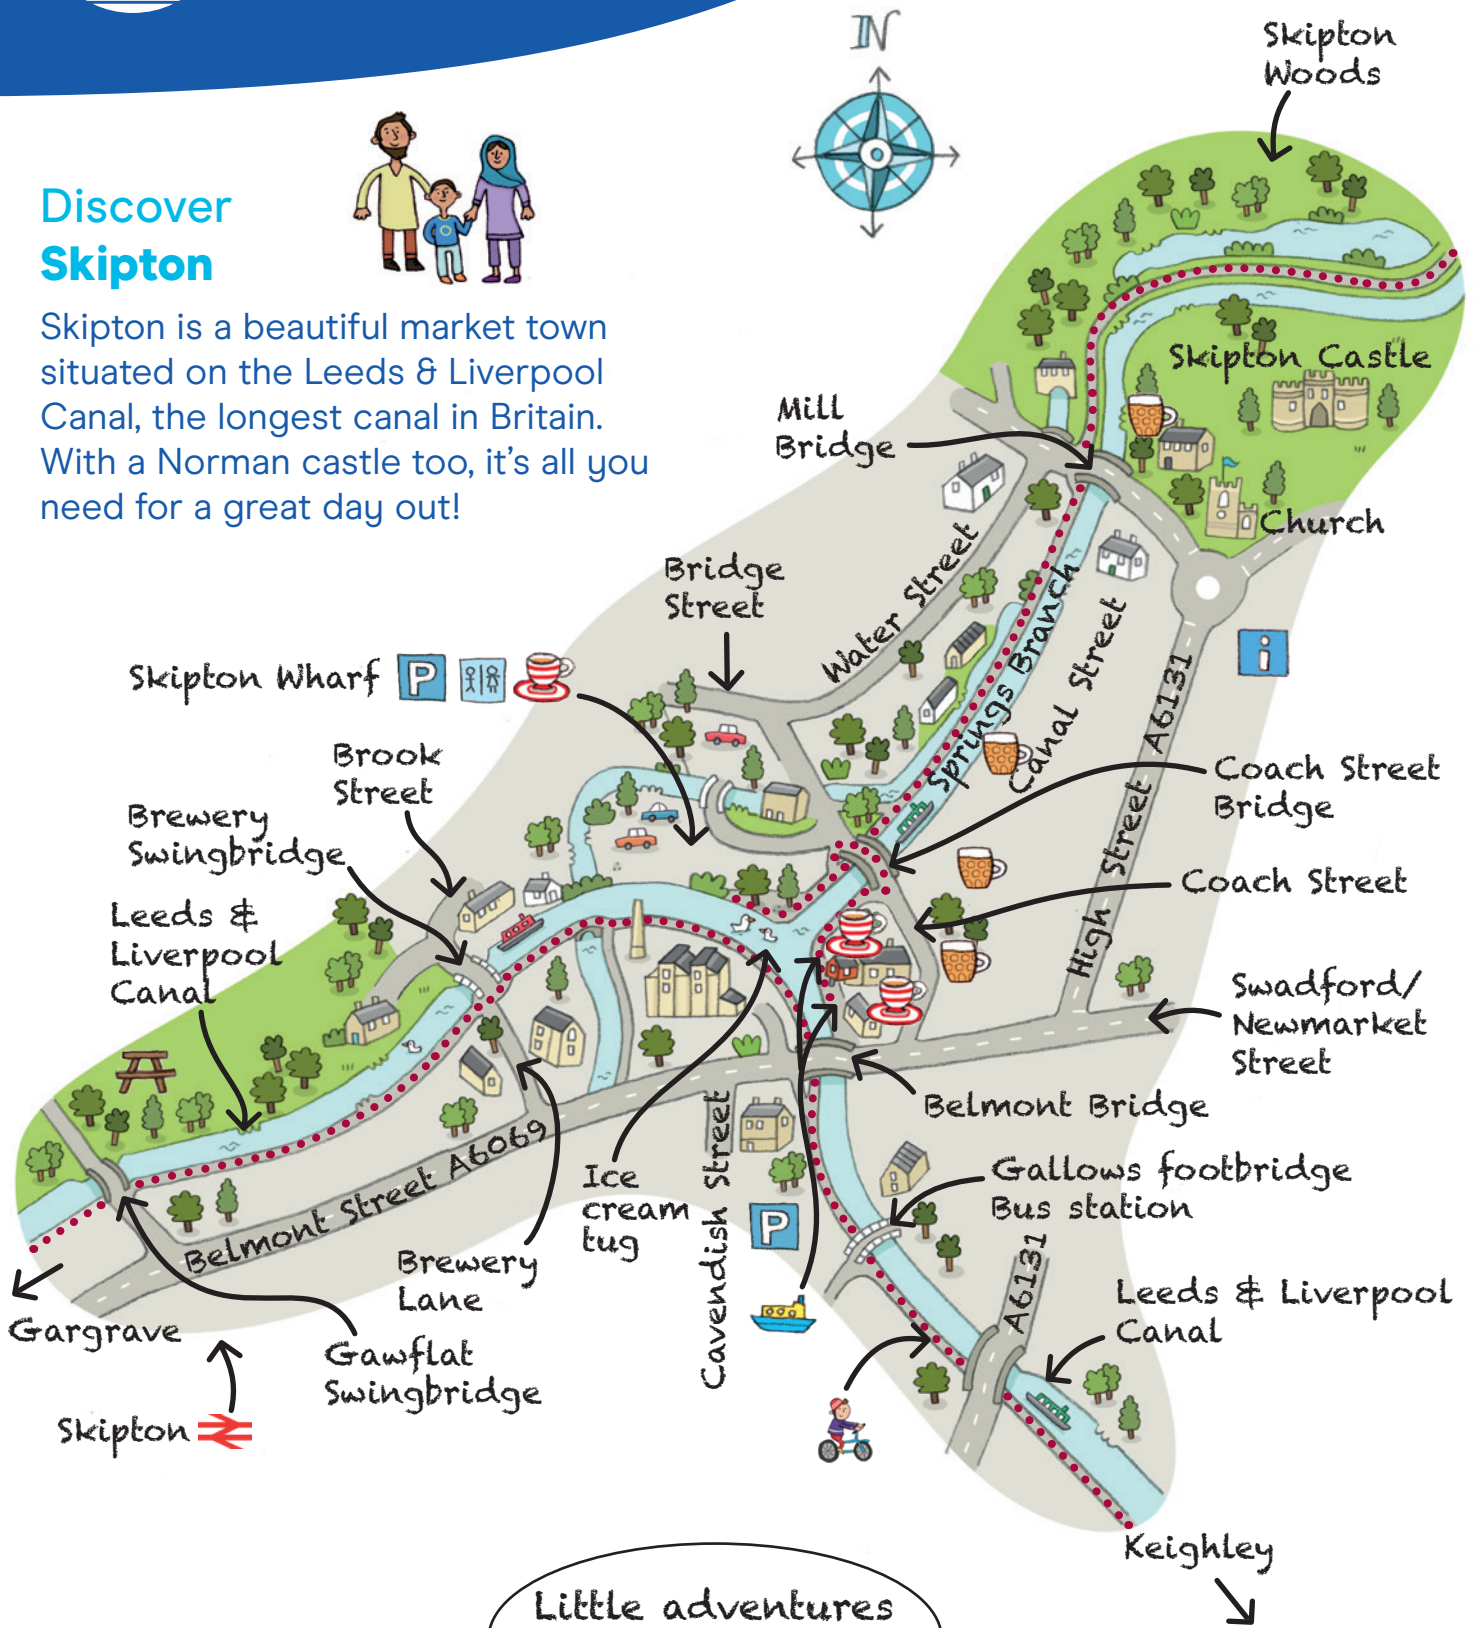 N
Skipton
Woods
Discover
Skipton
Skipton is a beautiful market town
situated on the Leeds & Liverpool
Canal, the longest canal in Britain.
With a Norman castle too, it's all you
need for a great day out!
Skipton Castle
Mill
Bridge
Church
Water Street
Bridge
Street
Springs Branch
Canal Street
Skipton Wharf P
i
High Street A6131
Brook
Street
Coach Street
Bridge
Brewery
Swingbridge
Coach Street
Leeds &
Liverpool
Canal
Swadford/
Newmarket
Street
Belmont Bridge
Belmont Street A6069
Ice
cream
tug
Cavendish Street
P
Gallows footbridge
Bus station
Brewery
Lane
A6131
Leeds & Liverpool
Canal
Gargrave
Gawflat
Swingbridge
Skipton
Keighley
Little adventures